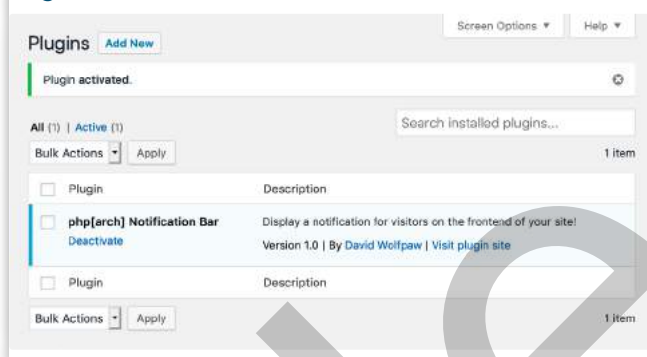 Screen Options ▼ Help ▼
Plugins Add New
Plugin activated.
All (1) | Active (1)
Search installed plugins...
Bulk Actions Apply 1 item
Plugin Description
php[arch] Notification Bar Display a notification for visitors on the frontend of your site!
Deactivate Version 1.0 | By David Wolfpaw | Visit plugin site
Plugin Description
Bulk Actions Apply 1 item